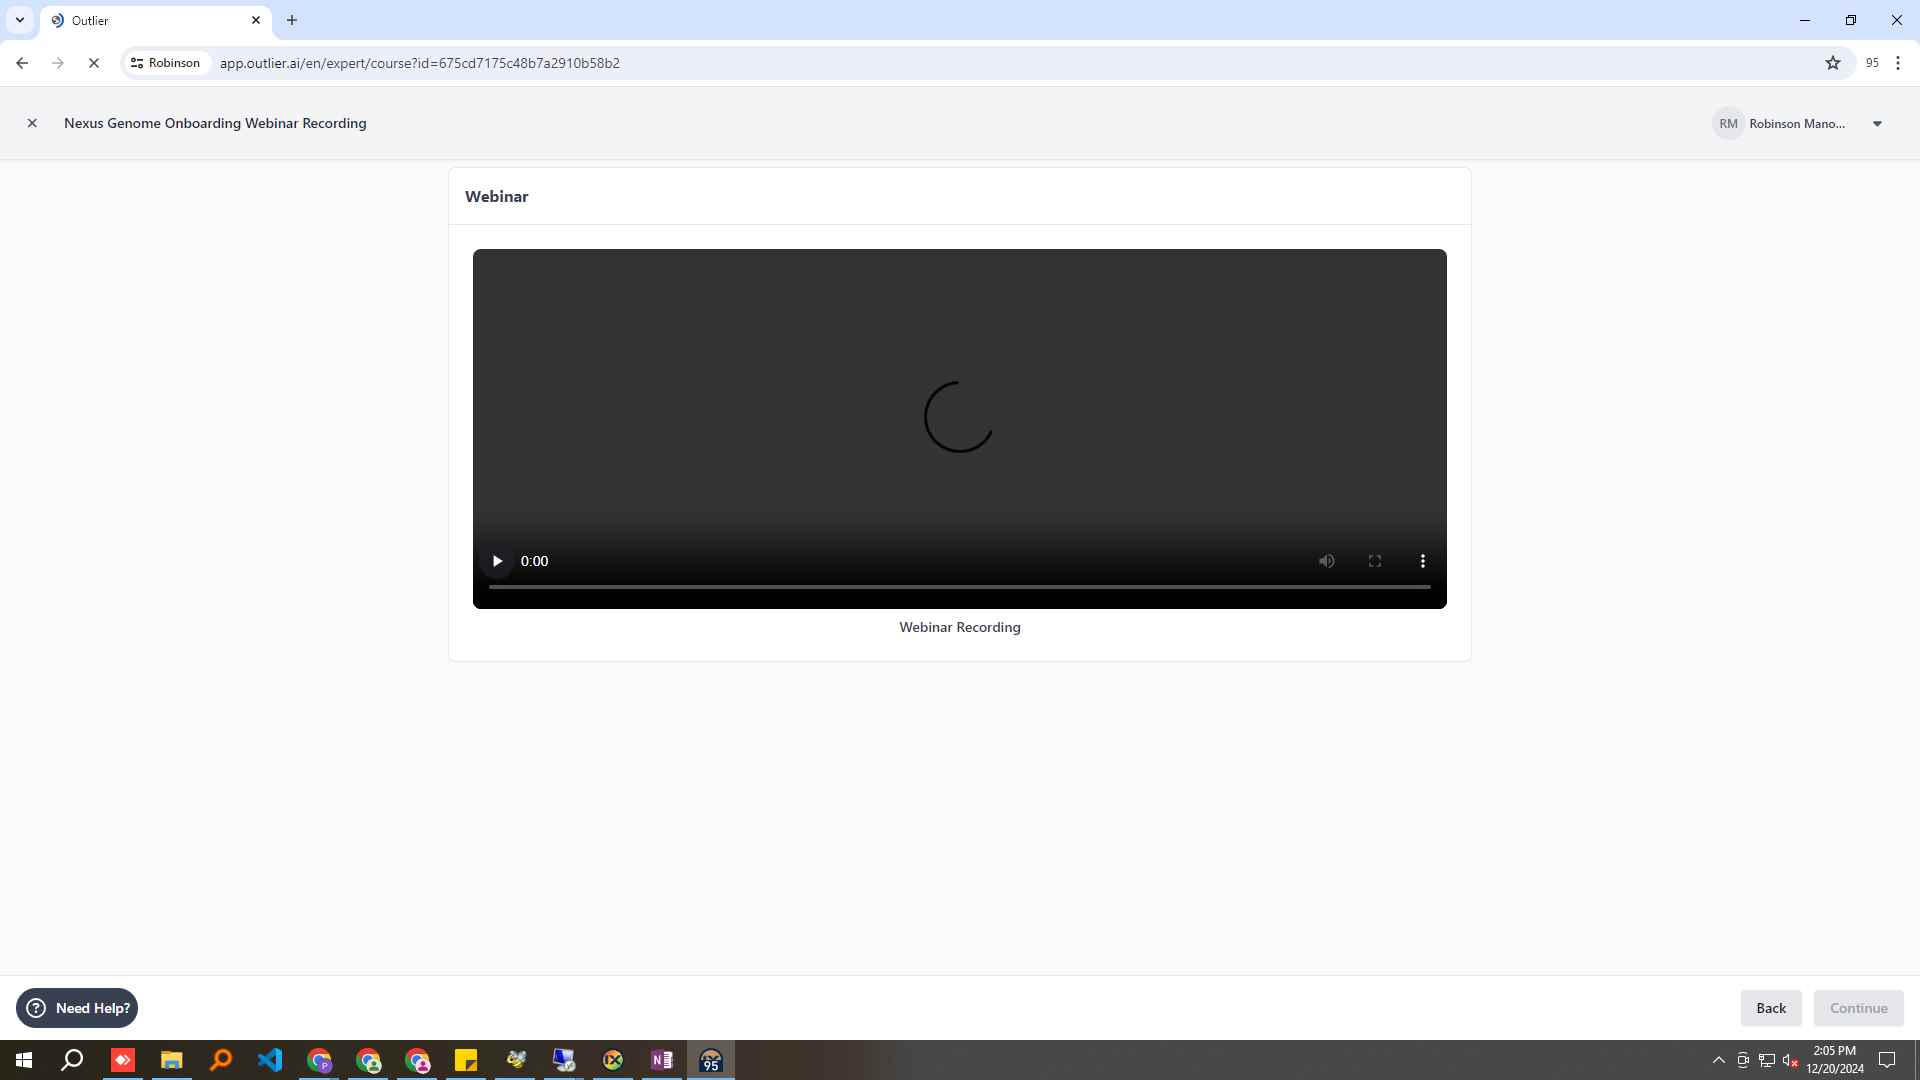 Outlier
Robinson
app.outlier.ai/en/expert/course?id=675cd7175c48b7a2910b58b2
95
Nexus Genome Onboarding Webinar Recording
RM
Robinson Mano...
Webinar
0:00
Webinar Recording
Need Help?
Back
Continue
P
N
95
2:05 PM
12/20/2024